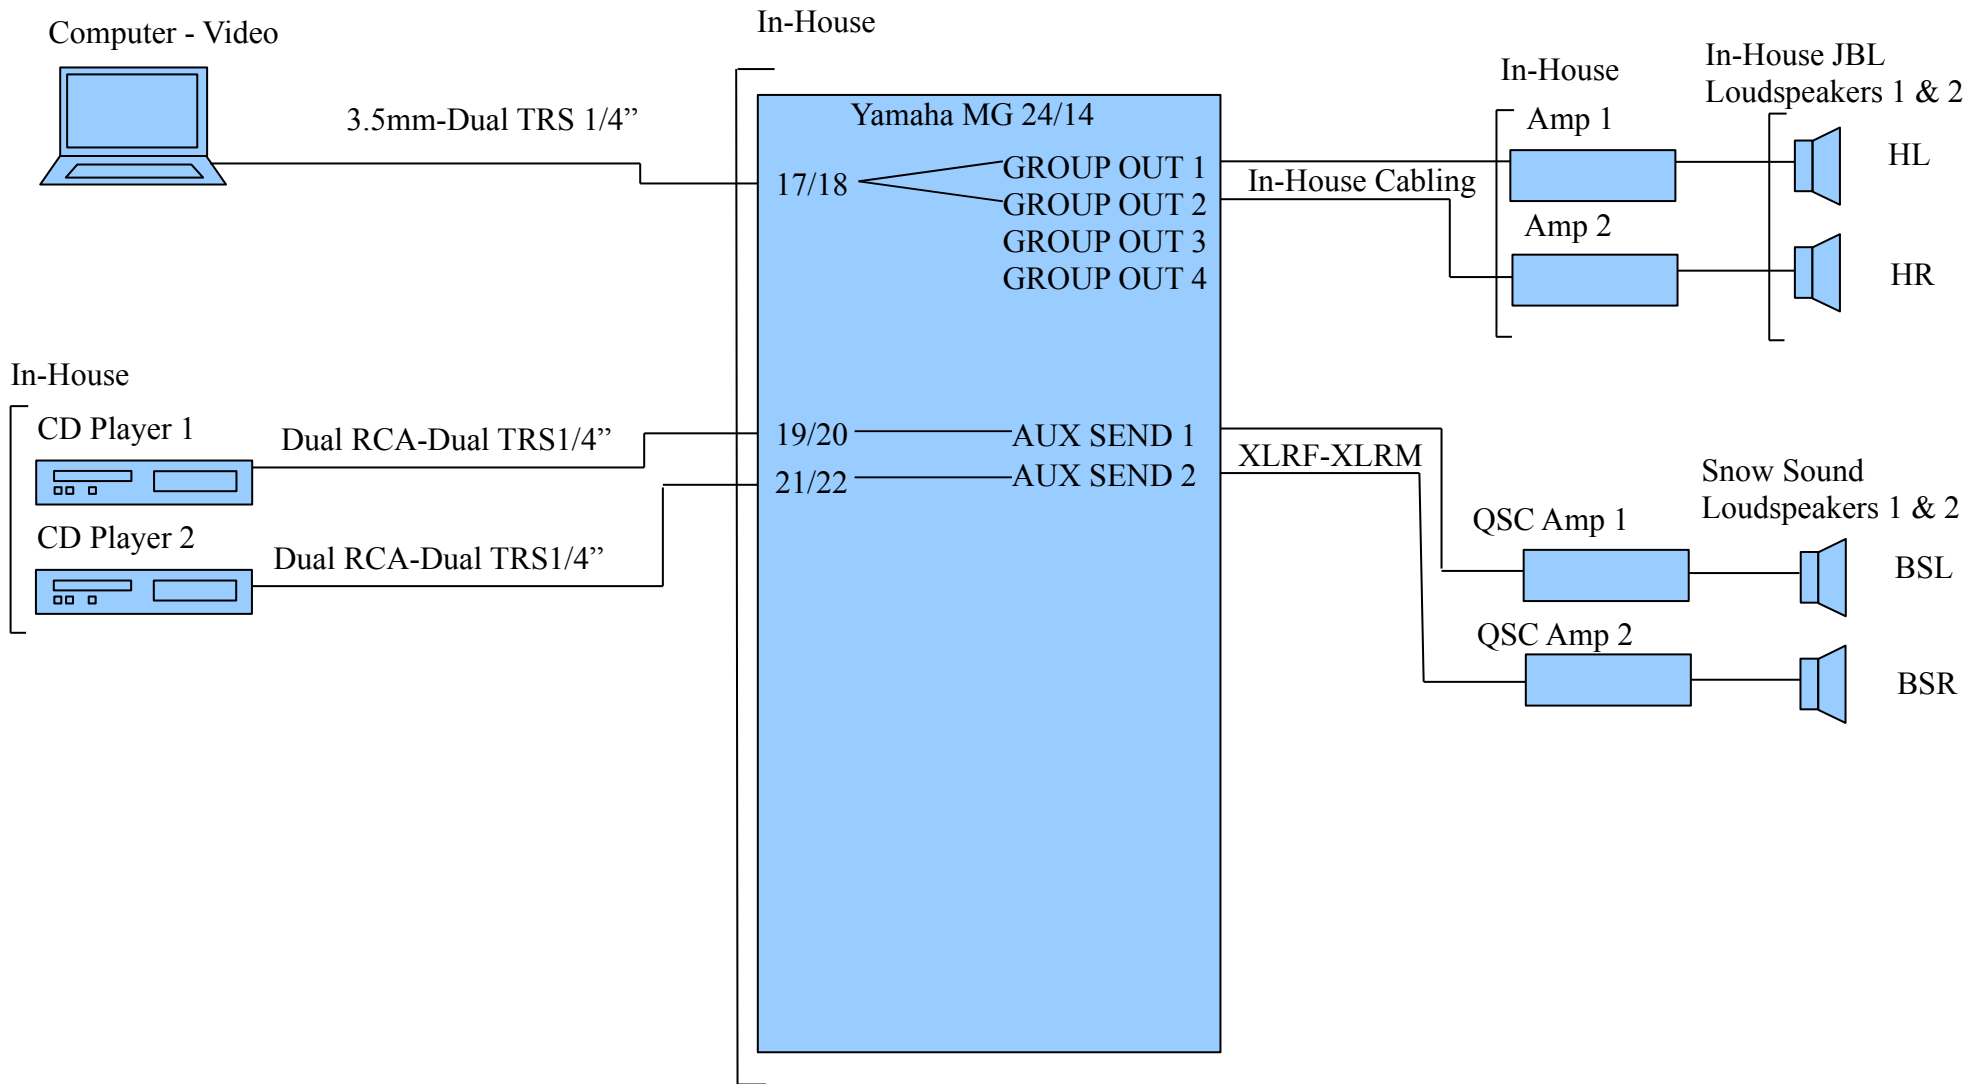 Computer - Video
3.5mm-Dual TRS 1/4”
In-House
CD Player 1
Dual RCA-Dual TRS1/4”
CD Player 2
Dual RCA-Dual TRS1/4”
In-House
Yamaha MG 24/14
17/18
GROUP OUT 1
GROUP OUT 2
GROUP OUT 3
GROUP OUT 4
19/20
AUX SEND 1
21/22
AUX SEND 2
In-House Cabling
XLRF-XLRM
In-House
Amp 1
Amp 2
In-House JBL
Loudspeakers 1 & 2
HL
HR
QSC Amp 1
QSC Amp 2
Snow Sound
Loudspeakers 1 & 2
BSL
BSR